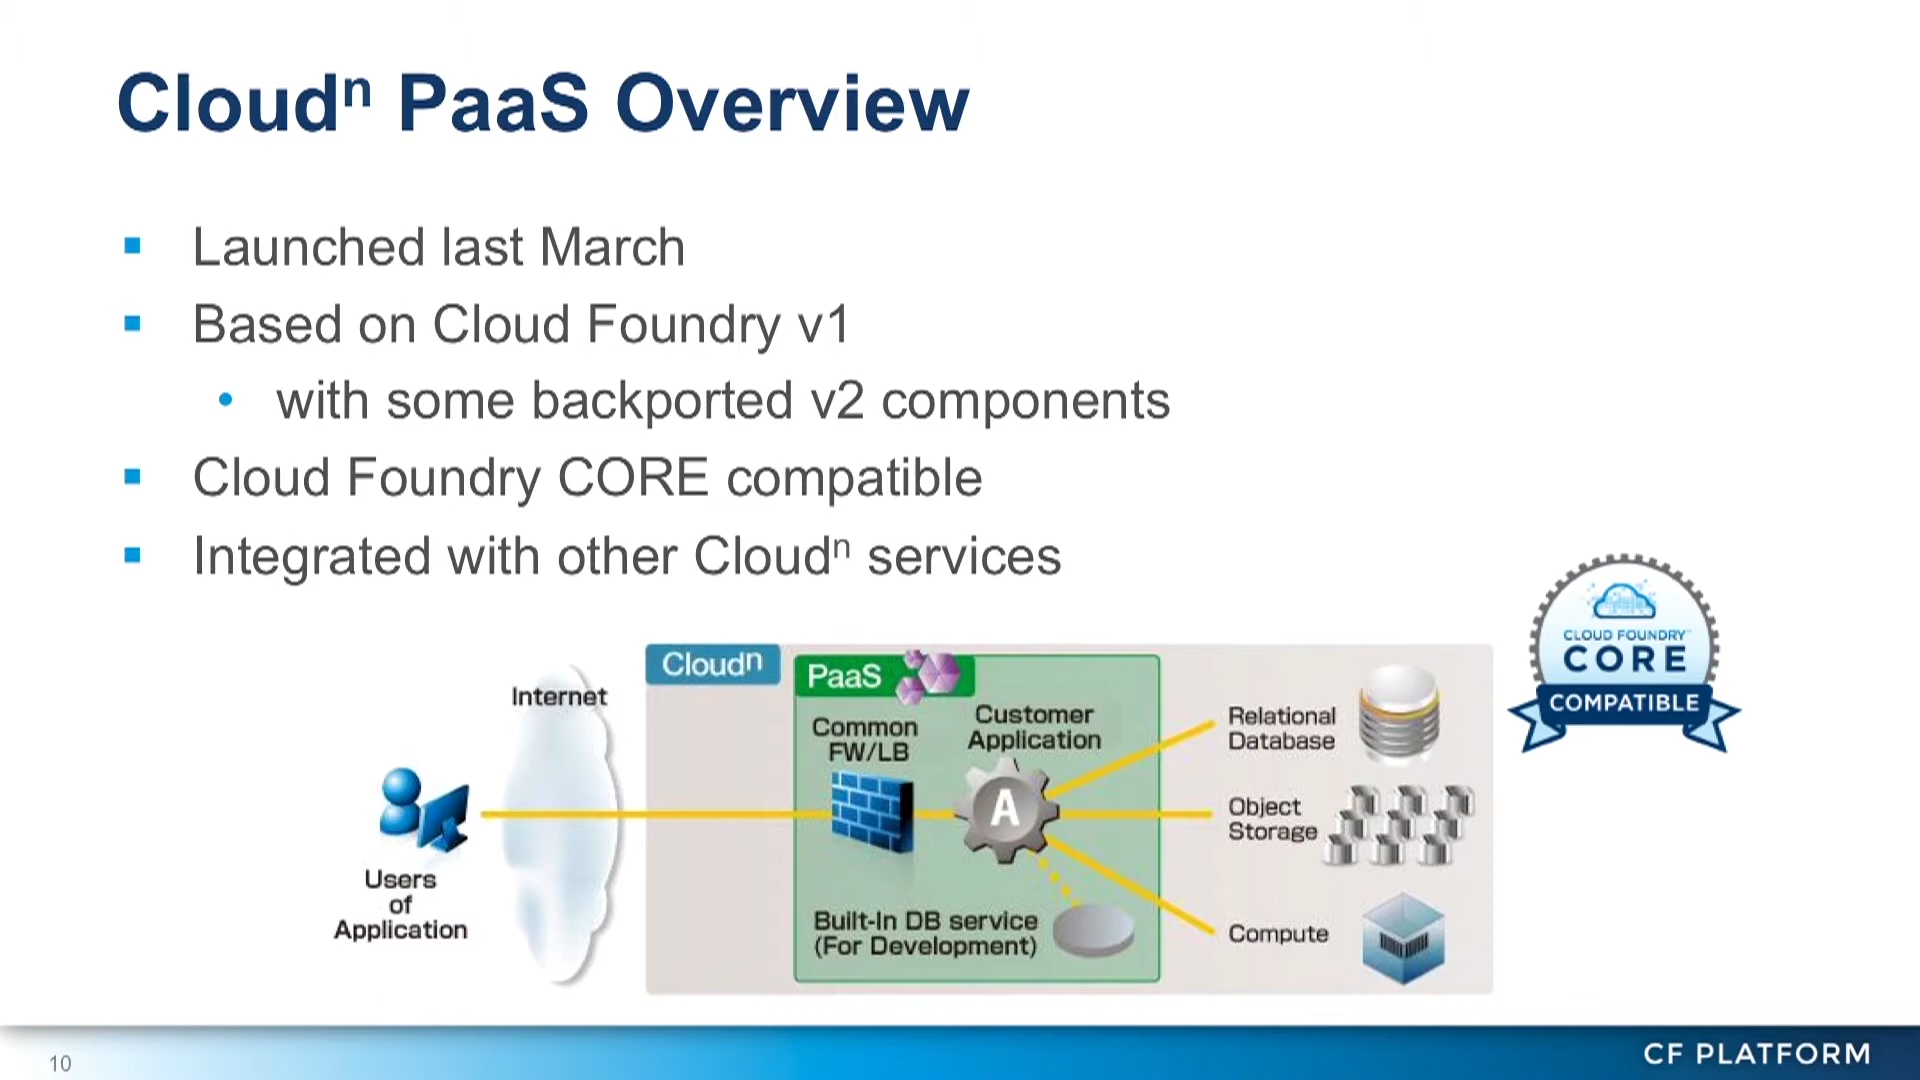 Cloudⁿ PaaS Overview
Launched last March
Based on Cloud Foundry v1
with some backported v2 components
Cloud Foundry CORE compatible
Integrated with other Cloudⁿ services
CLOUD FOUNDRY™
CORE
COMPATIBLE
Internet
Users
of
Application
Cloudⁿ
PaaS
Common
FW/LB
Customer
Application
A
Built-In DB service
(For Development)
Relational
Database
Object
Storage
Compute
10
CF PLATFORM